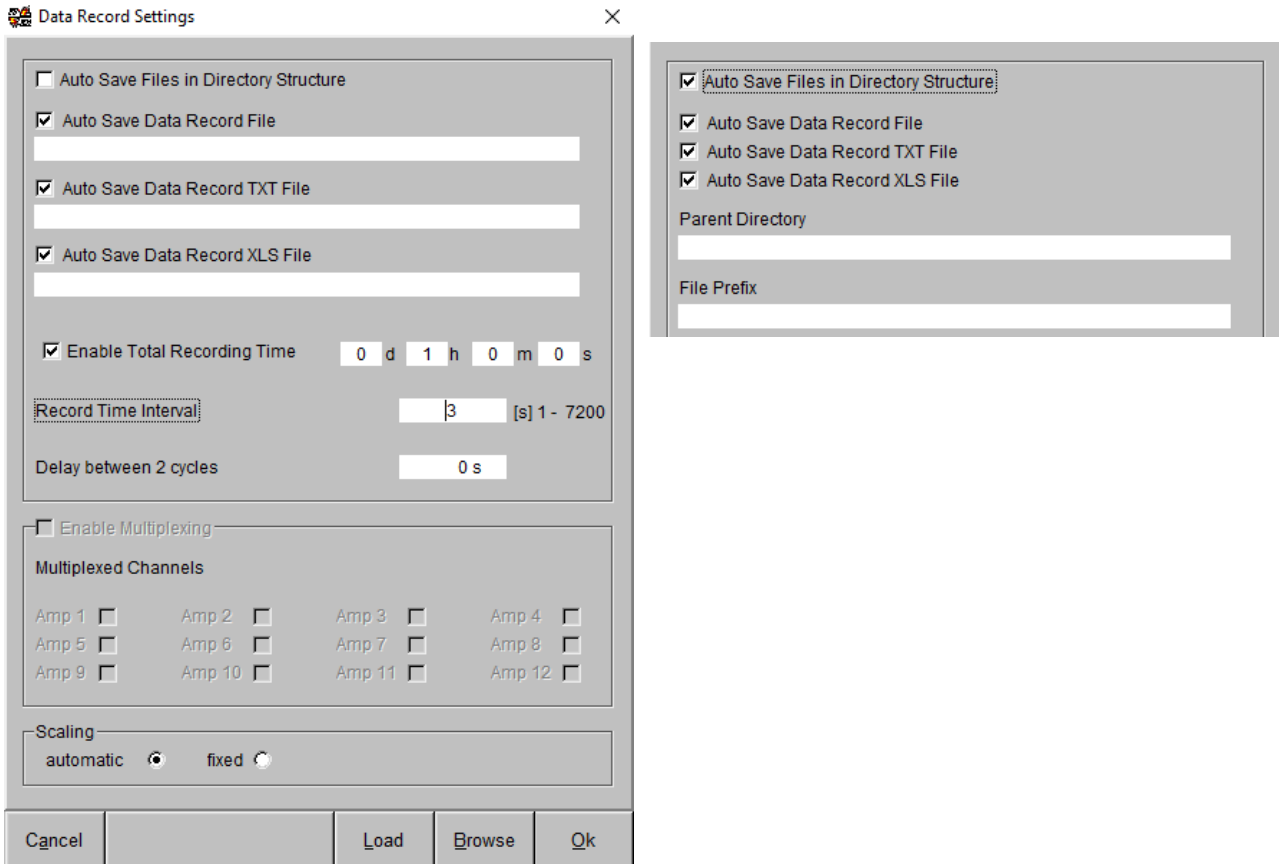 Data Record Settings
Auto Save Files in Directory Structure
Auto Save Data Record File
Auto Save Data Record TXT File
Auto Save Data Record XLS File
Enable Total Recording Time 0 d 1 h 0 m 0 s
Record Time Interval 3 [s] 1 - 7200
Delay between 2 cycles 0 s
Enable Multiplexing
Multiplexed Channels
Amp 1 Amp 2 Amp 3 Amp 4
Amp 5 Amp 6 Amp 7 Amp 8
Amp 9 Amp 10 Amp 11 Amp 12
Scaling
automatic fixed
Cancel Load Browse Ok
Auto Save Files in Directory Structure
Auto Save Data Record File
Auto Save Data Record TXT File
Auto Save Data Record XLS File
Parent Directory
File Prefix